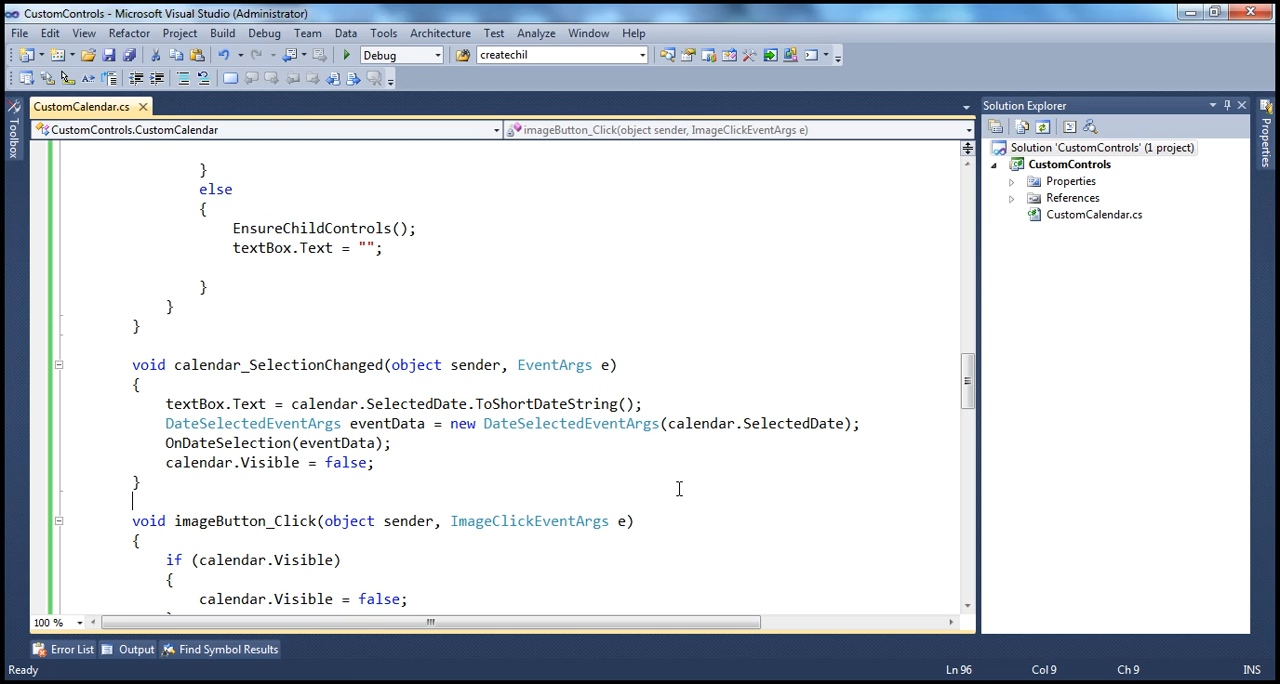 CustomControls - Microsoft Visual Studio (Administrator)
File Edit View Refactor Project Build Debug Team Data Tools Architecture Test Analyze Window Help
Debug createchil
CustomCalendar.cs
Solution Explorer
CustomControls.CustomCalendar imageButton_Click(object sender, ImageClickEventArgs e)
Toolbox
Properties
Solution 'CustomControls' (1 project)
CustomControls
Properties
References
CustomCalendar.cs
}
else
{
EnsureChildControls();
textBox.Text = "";
}
}
}
void calendar_SelectionChanged(object sender, EventArgs e)
{
textBox.Text = calendar.SelectedDate.ToShortDateString();
DateSelectedEventArgs eventData = new DateSelectedEventArgs(calendar.SelectedDate);
OnDateSelection(eventData);
calendar.Visible = false;
}
void imageButton_Click(object sender, ImageClickEventArgs e)
{
if (calendar.Visible)
{
calendar.Visible = false;
100 %
Error List Output Find Symbol Results
Ready Ln 96 Col 9 Ch 9 INS